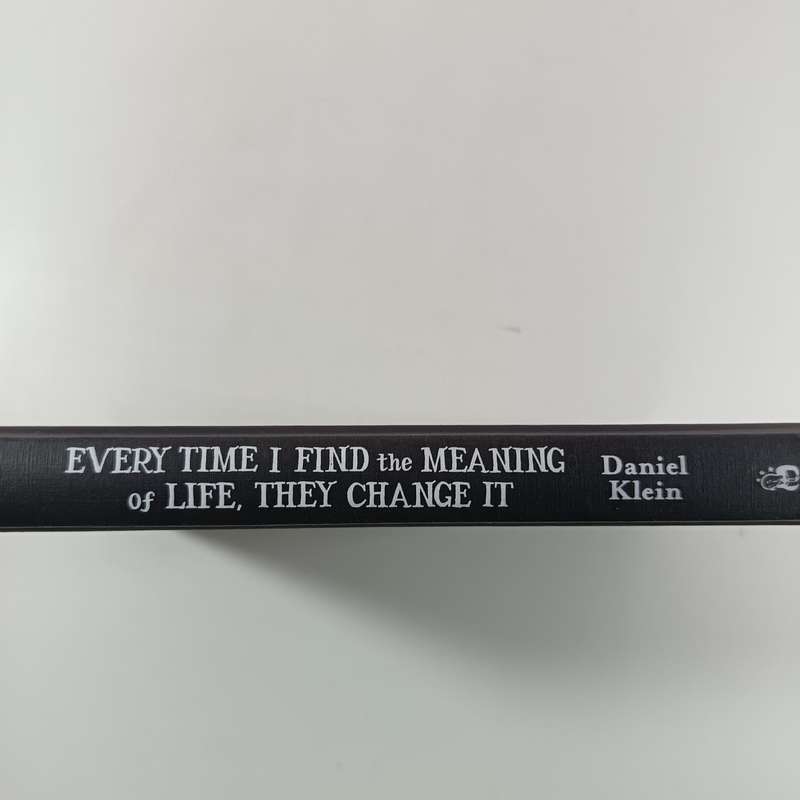 EVERY TIME I FIND the MEANING
of LIFE, THEY CHANGE IT
Daniel
Klein